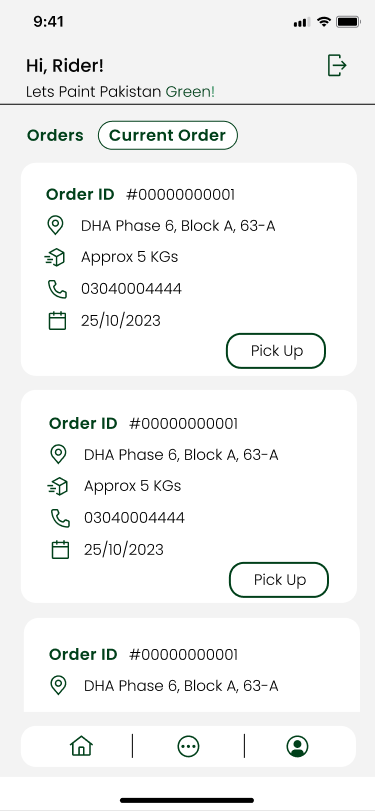 9:41
Hi, Rider!
Lets Paint Pakistan Green!
Orders Current Order
Order ID #00000000001
DHA Phase 6, Block A, 63-A
Approx 5 KGs
03040004444
25/10/2023
Pick Up
Order ID #00000000001
DHA Phase 6, Block A, 63-A
Approx 5 KGs
03040004444
25/10/2023
Pick Up
Order ID #00000000001
DHA Phase 6, Block A, 63-A